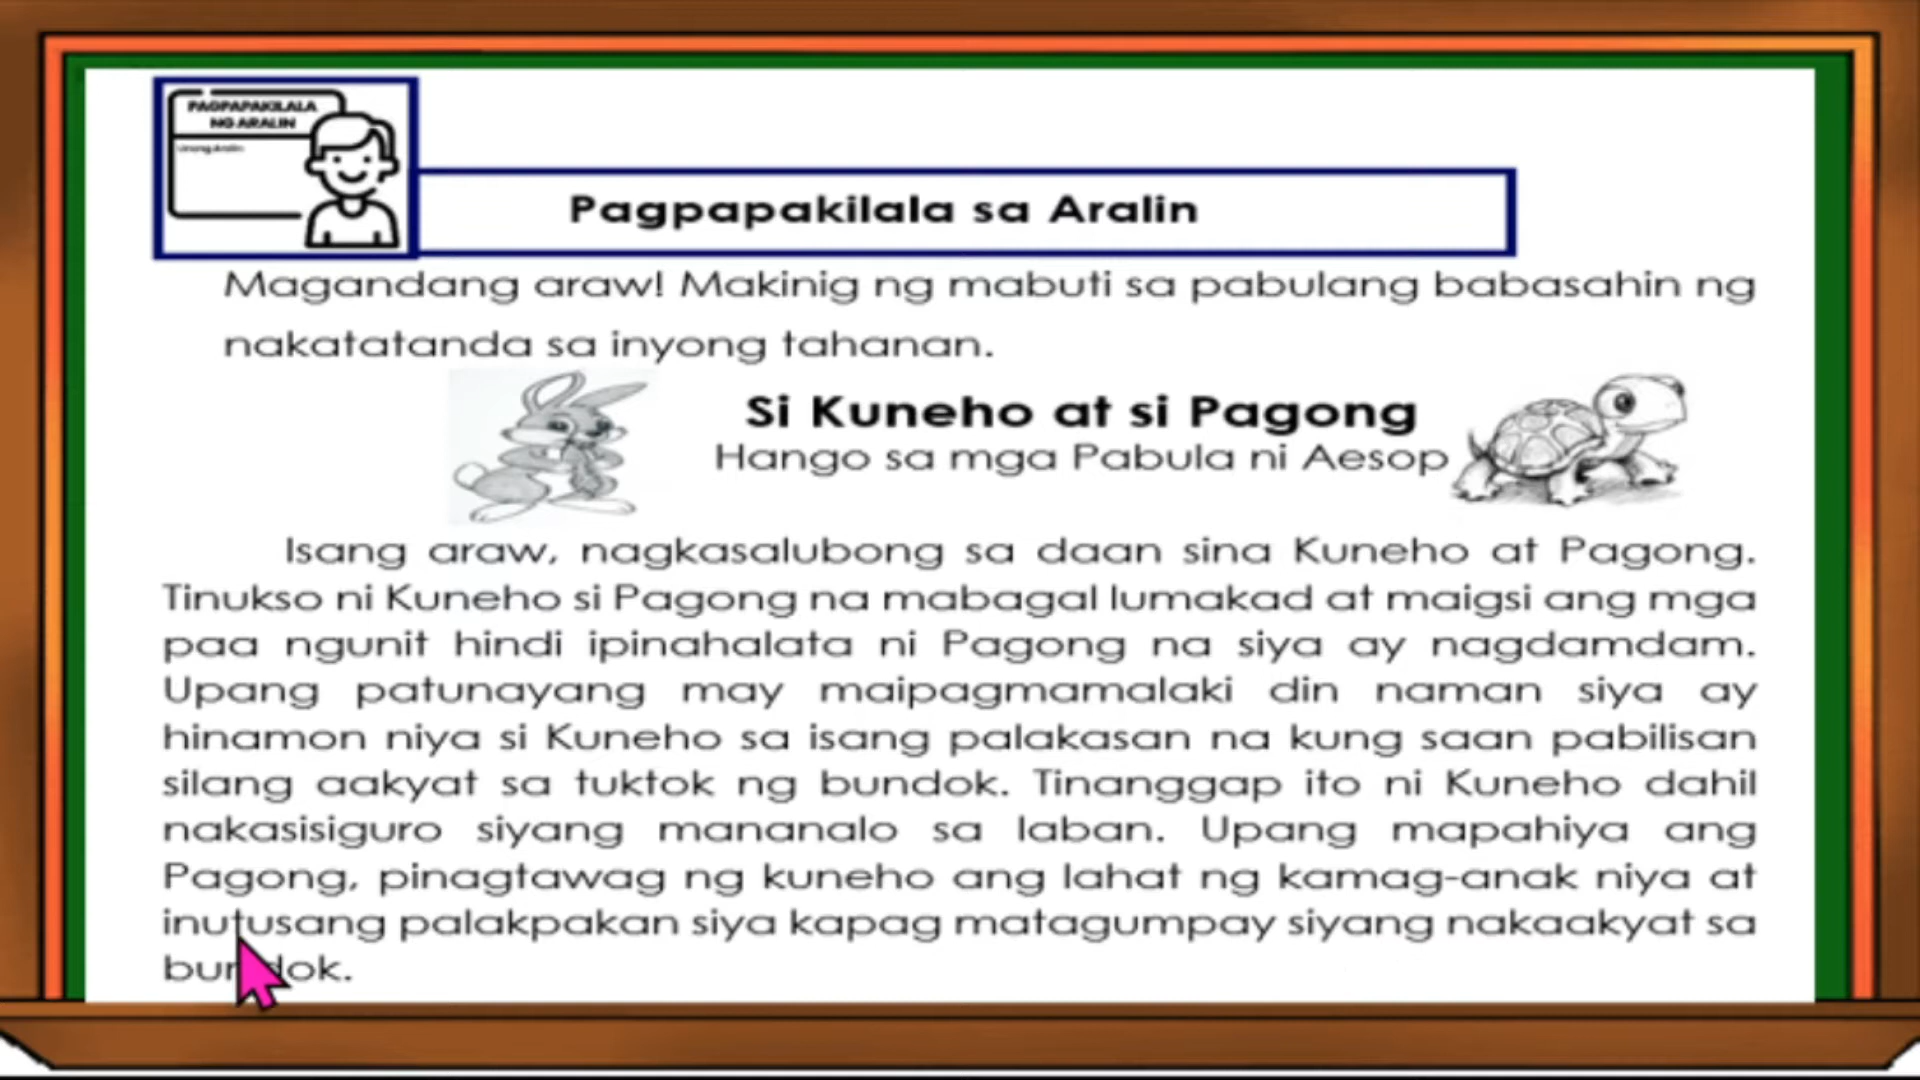 PAGPAPAKILALA
NG ARALIN
Unang Aralin
Pagpapakilala sa Aralin
Magandang araw! Makinig ng mabuti sa pabulang babasahin ng
nakatatanda sa inyong tahanan.
Si Kuneho at si Pagong
Hango sa mga Pabula ni Aesop
Isang araw, nagkasalubong sa daan sina Kuneho at Pagong.
Tinukso ni Kuneho si Pagong na mabagal lumakad at maigsi ang mga
paa ngunit hindi ipinahalata ni Pagong na siya ay nagdamdam.
Upang patunayang may maipagmamalaki din naman siya ay
hinamon niya si Kuneho sa isang palakasan na kung saan pabilisan
silang aakyat sa tuktok ng bundok. Tinanggap ito ni Kuneho dahil
nakasisiguro siyang mananalo sa laban. Upang mapahiya ang
Pagong, pinagtawag ng kuneho ang lahat ng kamag-anak niya at
inutusang palakpakan siya kapag matagumpay siyang nakaakyat sa
bundok.